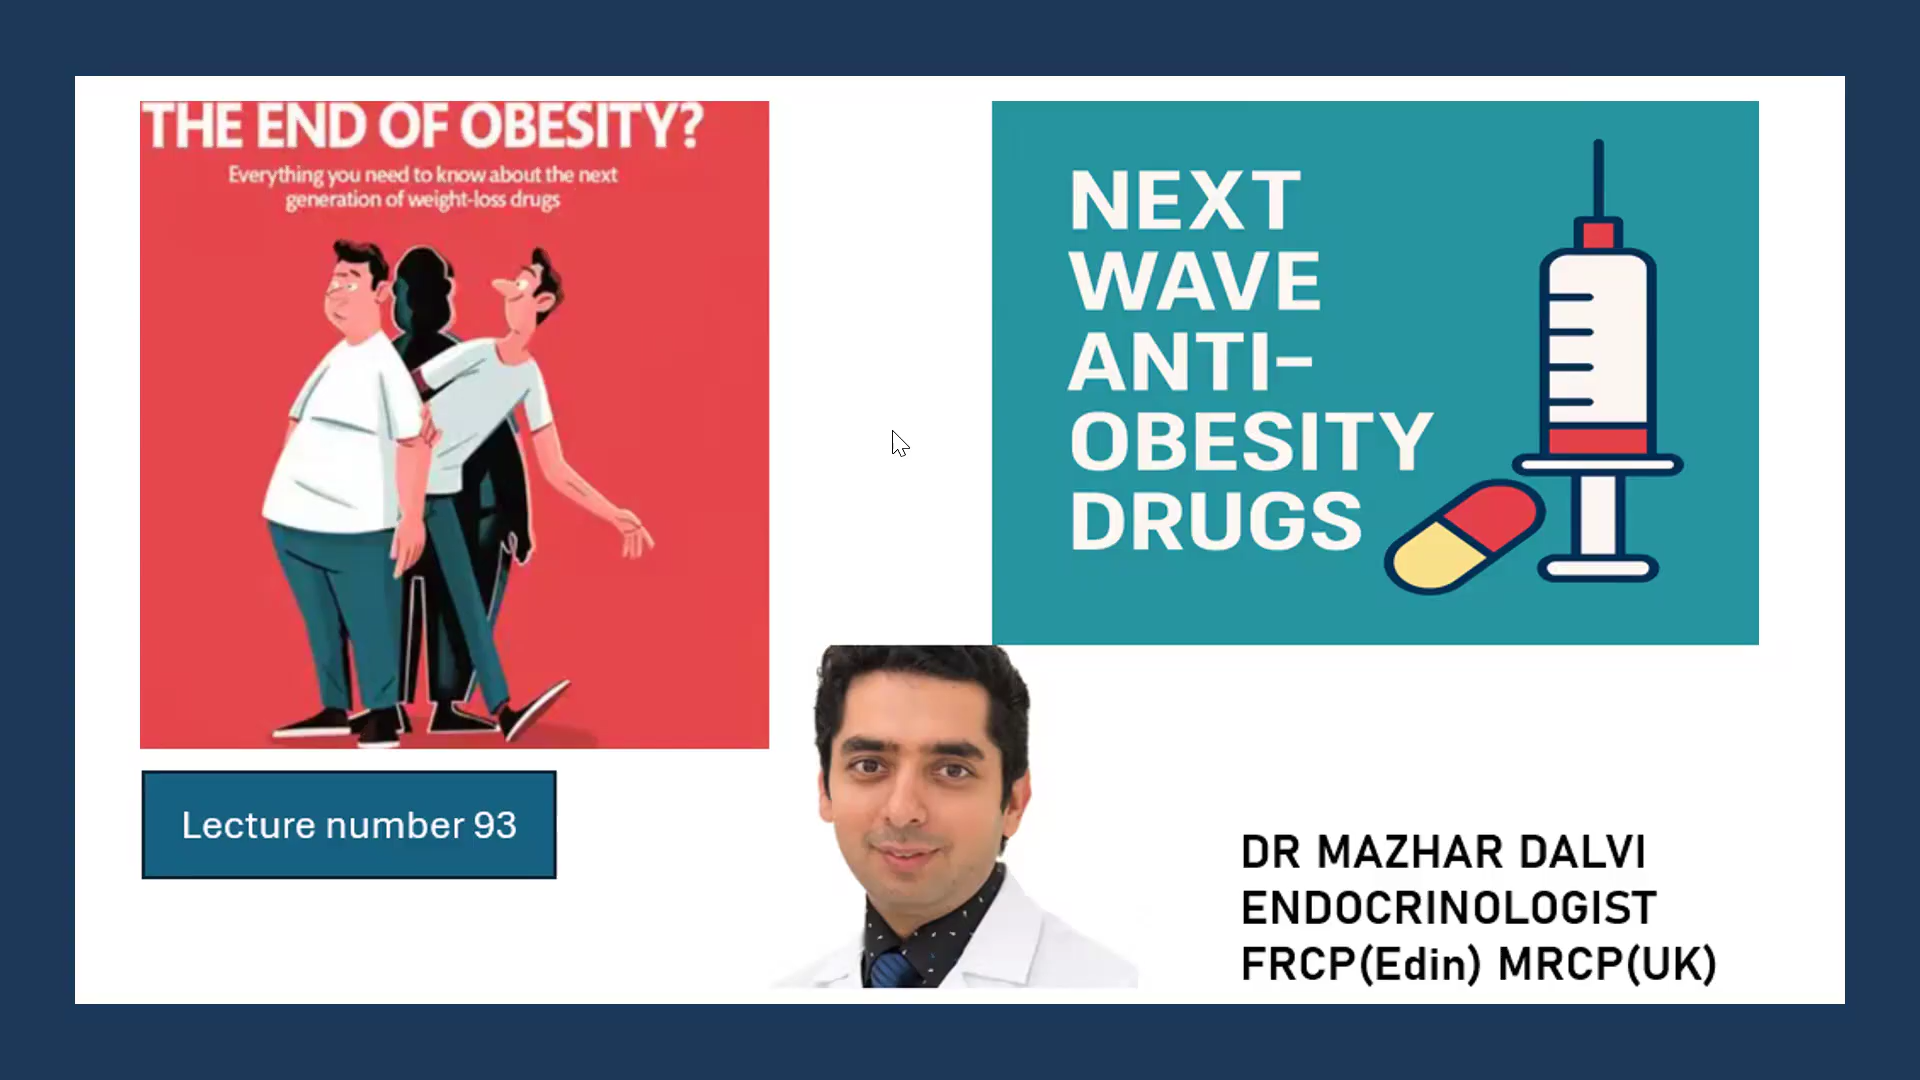 THE END OF OBESITY?
Everything you need to know about the next
generation of weight-loss drugs
NEXT
WAVE
ANTI-
OBESITY
DRUGS
Lecture number 93
DR MAZHAR DALVI
ENDOCRINOLOGIST
FRCP(Edin) MRCP(UK)